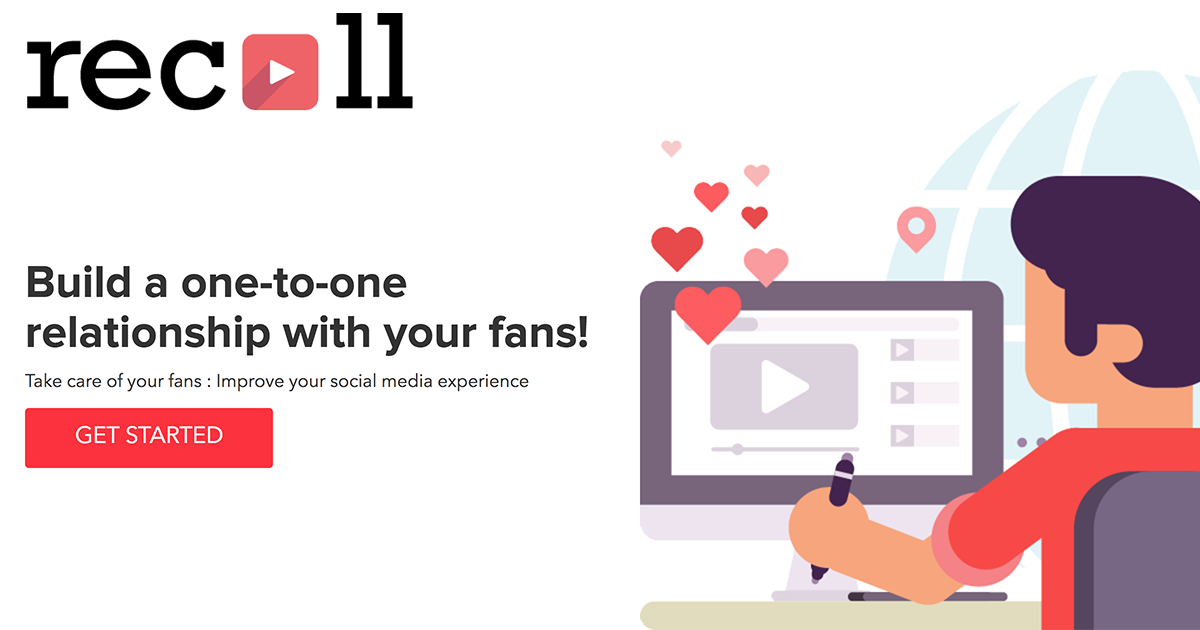 rec ll
Build a one-to-one
relationship with your fans!
Take care of your fans : Improve your social media experience
GET STARTED